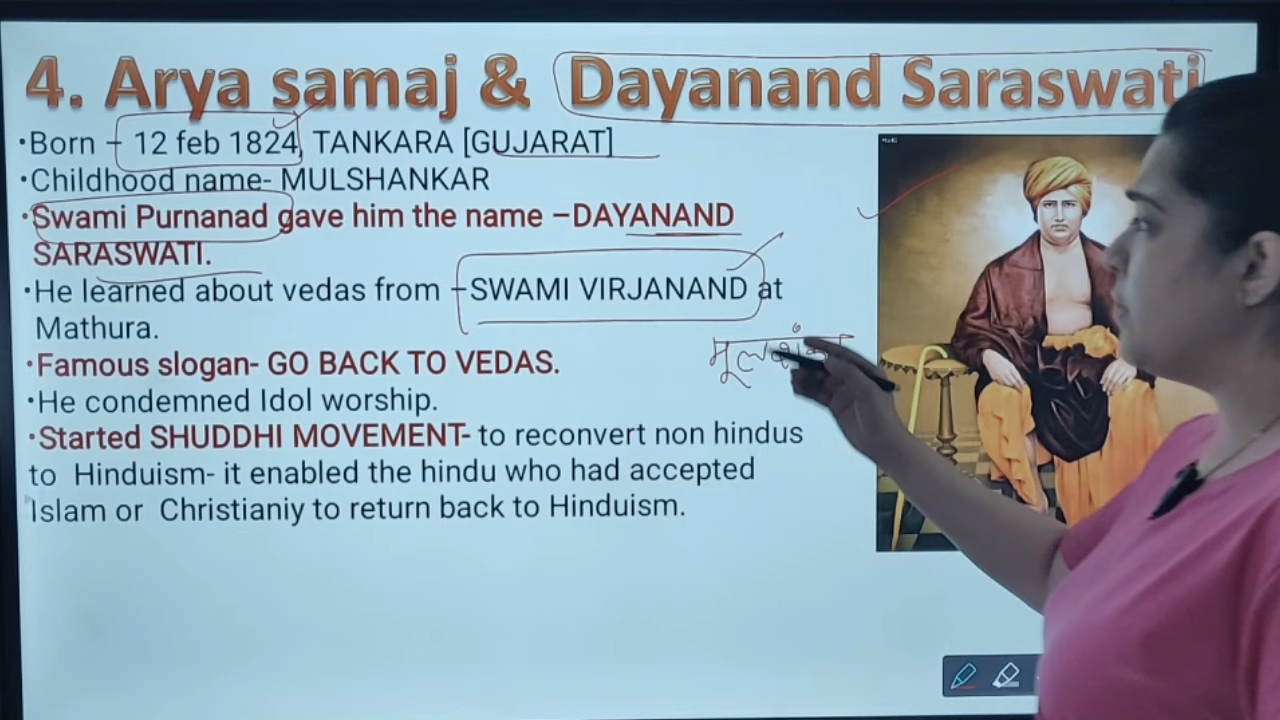 4. Arya samaj & Dayanand Saraswati
•Born – 12 feb 1824, TANKARA [GUJARAT]
•Childhood name- MULSHANKAR
•Swami Purnanad gave him the name –DAYANAND
SARASWATI.
•He learned about vedas from –SWAMI VIRJANAND at
Mathura.
मूलशंकर
•Famous slogan- GO BACK TO VEDAS.
•He condemned Idol worship.
•Started SHUDDHI MOVEMENT- to reconvert non hindus
to Hinduism- it enabled the hindu who had accepted
Islam or Christianiy to return back to Hinduism.